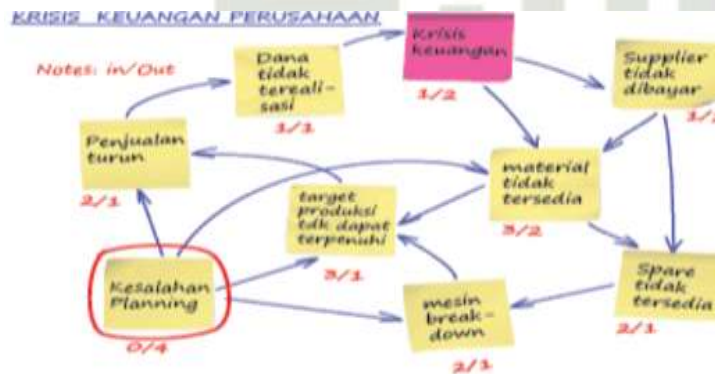 KRISIS KEUANGAN PERUSAHAAN
Notes: in/Out
Dana
tidak
tereali-
sasi
1/1
Krisis
keuangan
1/2
Supplier
tidak
dibayar
Penjualan
turun
2/1
target
produksi
tdk dapat
terpenuhi
3/1
material
tidak
tersedia
3/2
Kesalahan
Planning
0/4
mesin
break-
down
2/1
Spare
tidak
tersedia
2/1